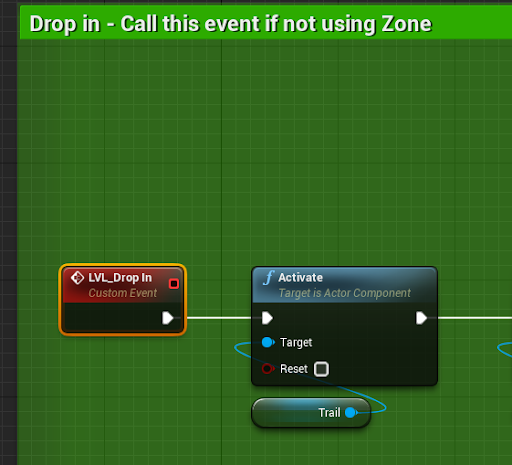 Drop in - Call this event if not using Zone
LVL_Drop In
Custom Event
Activate
Target is Actor Component
Target
Reset
Trail